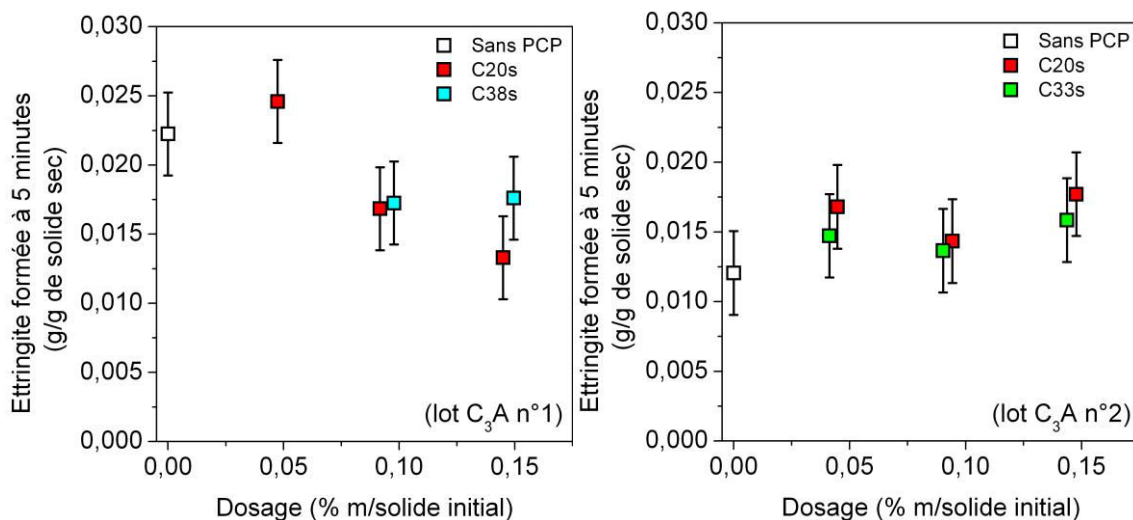 Ettringite formée à 5 minutes
(g/g de solide sec)
0,030
0,025
0,020
0,015
0,010
0,005
0,000
Sans PCP
C20s
C38s
(lot C₃A n°1)
0,00 0,05 0,10 0,15
Dosage (% m/solide initial)
Ettringite formée à 5 minutes
(g/g de solide sec)
0,030
0,025
0,020
0,015
0,010
0,005
0,000
Sans PCP
C20s
C33s
(lot C₃A n°2)
0,00 0,05 0,10 0,15
Dosage (% m/solide initial)